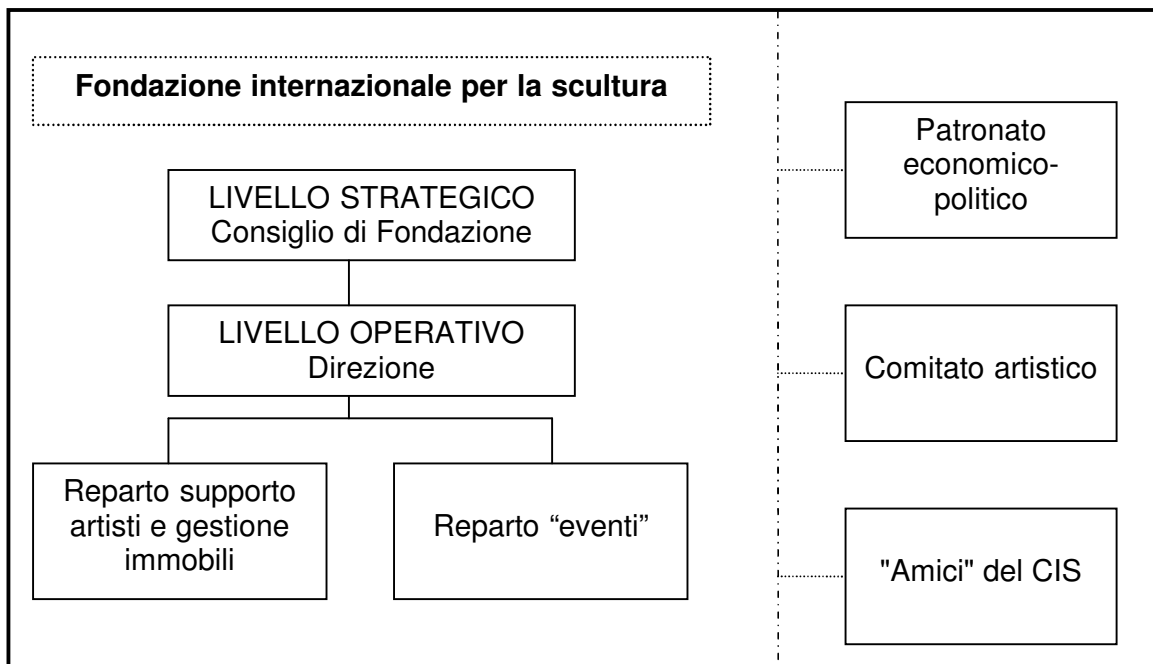 Fondazione internazionale per la scultura
LIVELLO STRATEGICO
Consiglio di Fondazione
LIVELLO OPERATIVO
Direzione
Reparto supporto
artisti e gestione
immobili
Reparto “eventi”
Patronato
economico-
politico
Comitato artistico
"Amici" del CIS